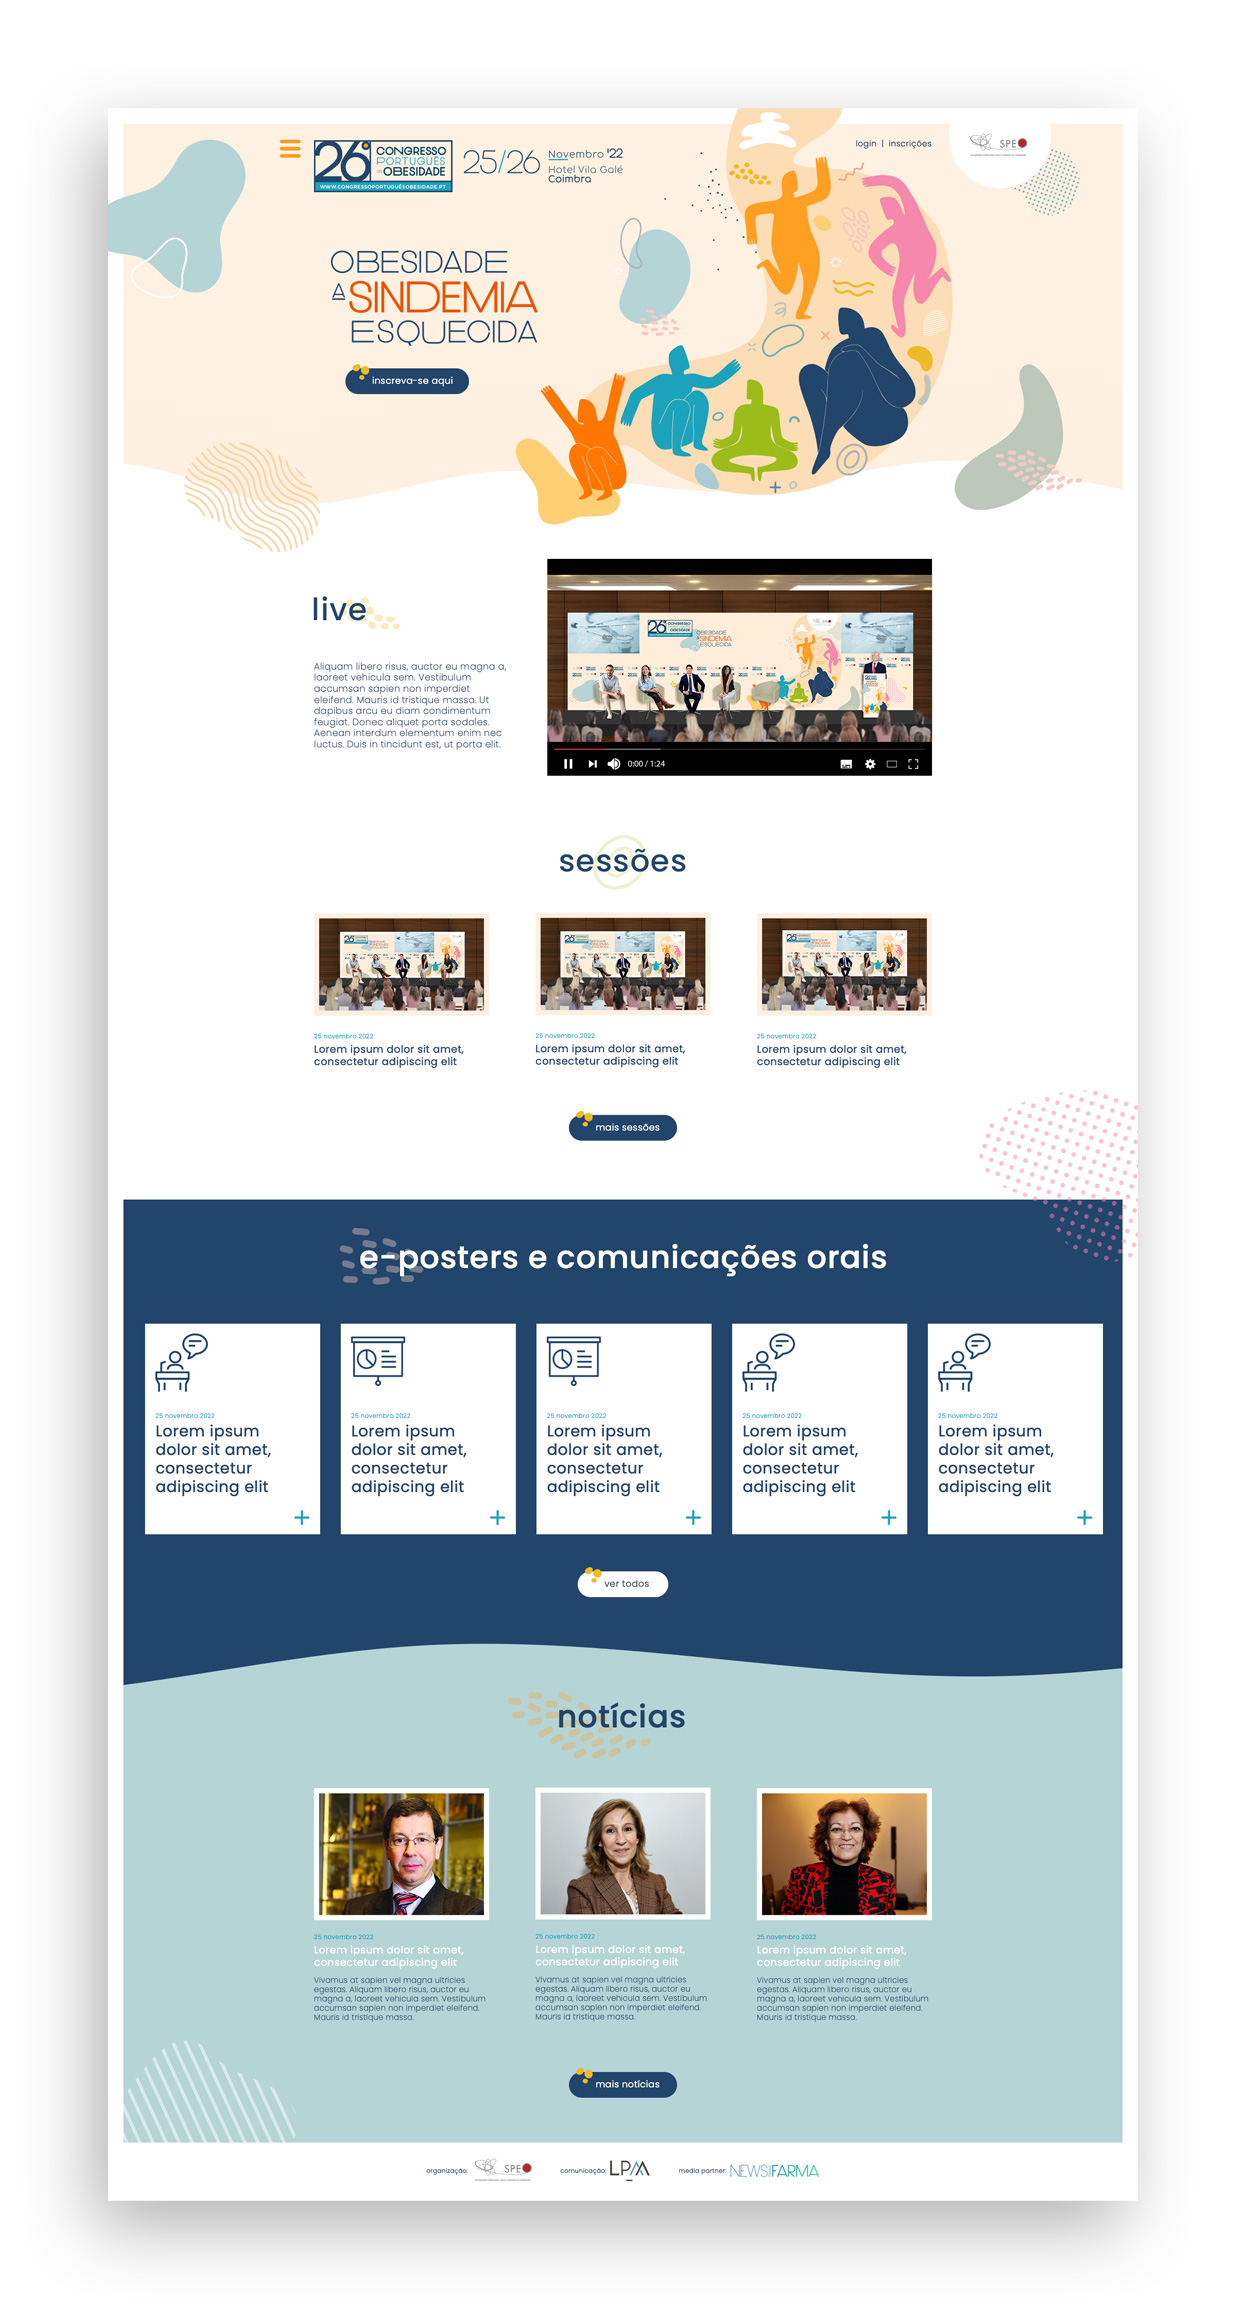 26º
CONGRESSO
PORTUGUÊS
DE OBESIDADE
WWW.CONGRESSOPORTUGUÊSOBESIDADE.PT
25/26
Novembro '22
Hotel Vila Galé
Coimbra
login | inscrições
SPEO
OBESIDADE
A SINDEMIA
ESQUECIDA
inscreva-se aqui
live
Aliquam libero risus, auctor eu magna a,
laoreet vehicula sem. Vestibulum
accumsan sapien non imperdiet
eleifend. Mauris id tristique massa. Ut
dapibus arcu eu diam condimentum
feugiat. Donec aliquet porta sodales.
Aenean interdum elementum enim nec
luctus. Duis in tincidunt est, ut porta elit.
26º
CONGRESSO
OBESIDADE
OBESIDADE
A SINDEMIA
ESQUECIDA
0:00 / 1:24
sessões
25 novembro 2022
Lorem ipsum dolor sit amet,
consectetur adipiscing elit
25 novembro 2022
Lorem ipsum dolor sit amet,
consectetur adipiscing elit
25 novembro 2022
Lorem ipsum dolor sit amet,
consectetur adipiscing elit
mais sessões
e-posters e comunicações orais
25 novembro 2022
Lorem ipsum
dolor sit amet,
consectetur
adipiscing elit
+
25 novembro 2022
Lorem ipsum
dolor sit amet,
consectetur
adipiscing elit
+
25 novembro 2022
Lorem ipsum
dolor sit amet,
consectetur
adipiscing elit
+
25 novembro 2022
Lorem ipsum
dolor sit amet,
consectetur
adipiscing elit
+
25 novembro 2022
Lorem ipsum
dolor sit amet,
consectetur
adipiscing elit
+
ver todos
notícias
25 novembro 2022
Lorem ipsum dolor sit amet,
consectetur adipiscing elit
Vivamus at sapien vel magna ultricies
egestas. Aliquam libero risus, auctor eu
magna a, laoreet vehicula sem. Vestibulum
accumsan sapien non imperdiet eleifend.
Mauris id tristique massa.
25 novembro 2022
Lorem ipsum dolor sit amet,
consectetur adipiscing elit
Vivamus at sapien vel magna ultricies
egestas. Aliquam libero risus, auctor eu
magna a, laoreet vehicula sem. Vestibulum
accumsan sapien non imperdiet eleifend.
Mauris id tristique massa.
25 novembro 2022
Lorem ipsum dolor sit amet,
consectetur adipiscing elit
Vivamus at sapien vel magna ultricies
egestas. Aliquam libero risus, auctor eu
magna a, laoreet vehicula sem. Vestibulum
accumsan sapien non imperdiet eleifend.
Mauris id tristique massa.
mais notícias
organização: SPEO
comunicação: LPM
media partner: NEWSFARMA